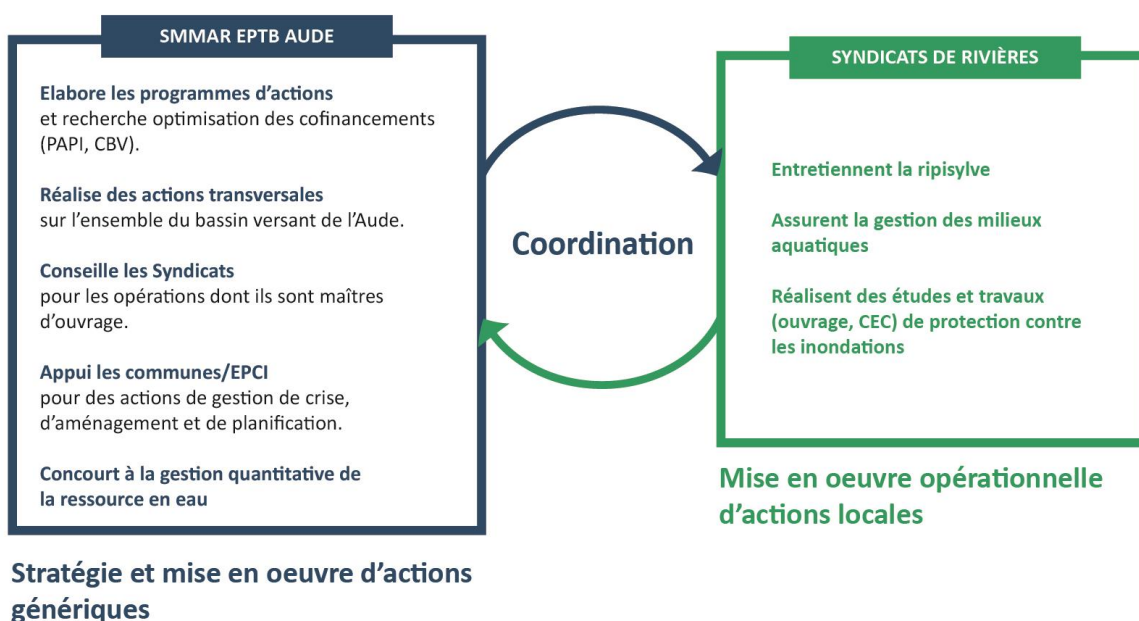 SMMAR EPTB AUDE
Elabore les programmes d'actions
et recherche optimisation des cofinancements
(PAPI, CBV).
Réalise des actions transversales
sur l'ensemble du bassin versant de l'Aude.
Conseille les Syndicats
pour les opérations dont ils sont maîtres
d'ouvrage.
Appui les communes/EPCI
pour des actions de gestion de crise,
d'aménagement et de planification.
Concourt à la gestion quantitative de
la ressource en eau
Stratégie et mise en oeuvre d'actions
génériques
Coordination
SYNDICATS DE RIVIÈRES
Entretiennent la ripisylve
Assurent la gestion des milieux
aquatiques
Réalisent des études et travaux
(ouvrage, CEC) de protection contre
les inondations
Mise en oeuvre opérationnelle
d'actions locales